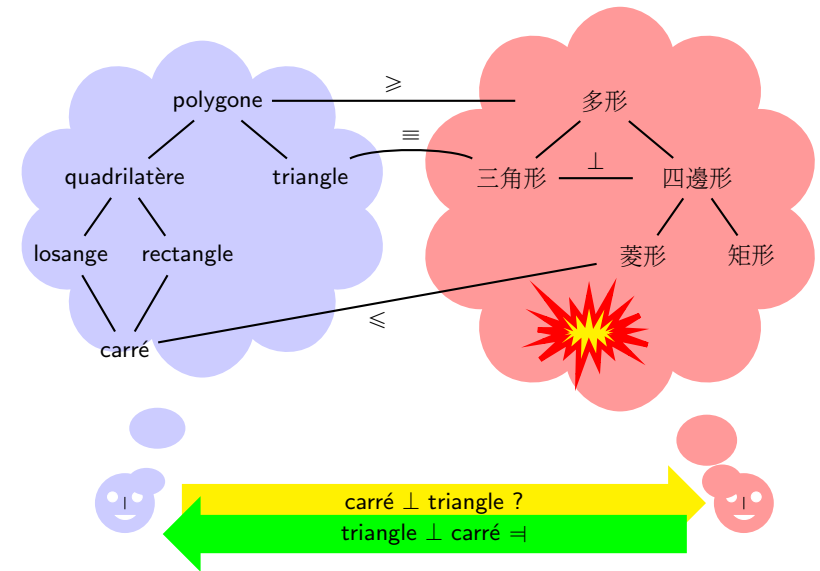 ⩾
polygone
多形
≡
⊥
quadrilatère
triangle
三角形
四邊形
losange
rectangle
菱形
矩形
⩽
carré
carré ⊥ triangle ?
triangle ⊥ carré ⫤